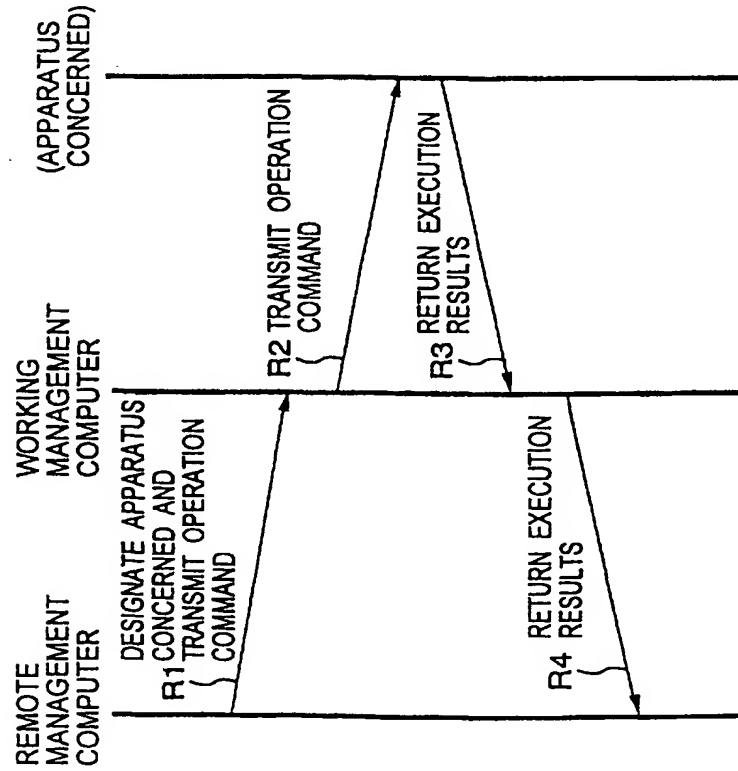 REMOTE
MANAGEMENT
COMPUTER
WORKING
MANAGEMENT
COMPUTER
(APPARATUS
CONCERNED)
DESIGNATE APPARATUS
CONCERNED AND
TRANSMIT OPERATION
COMMAND
R1
R2 TRANSMIT OPERATION
COMMAND
RETURN EXECUTION
RESULTS
R3
RETURN EXECUTION
RESULTS
R4